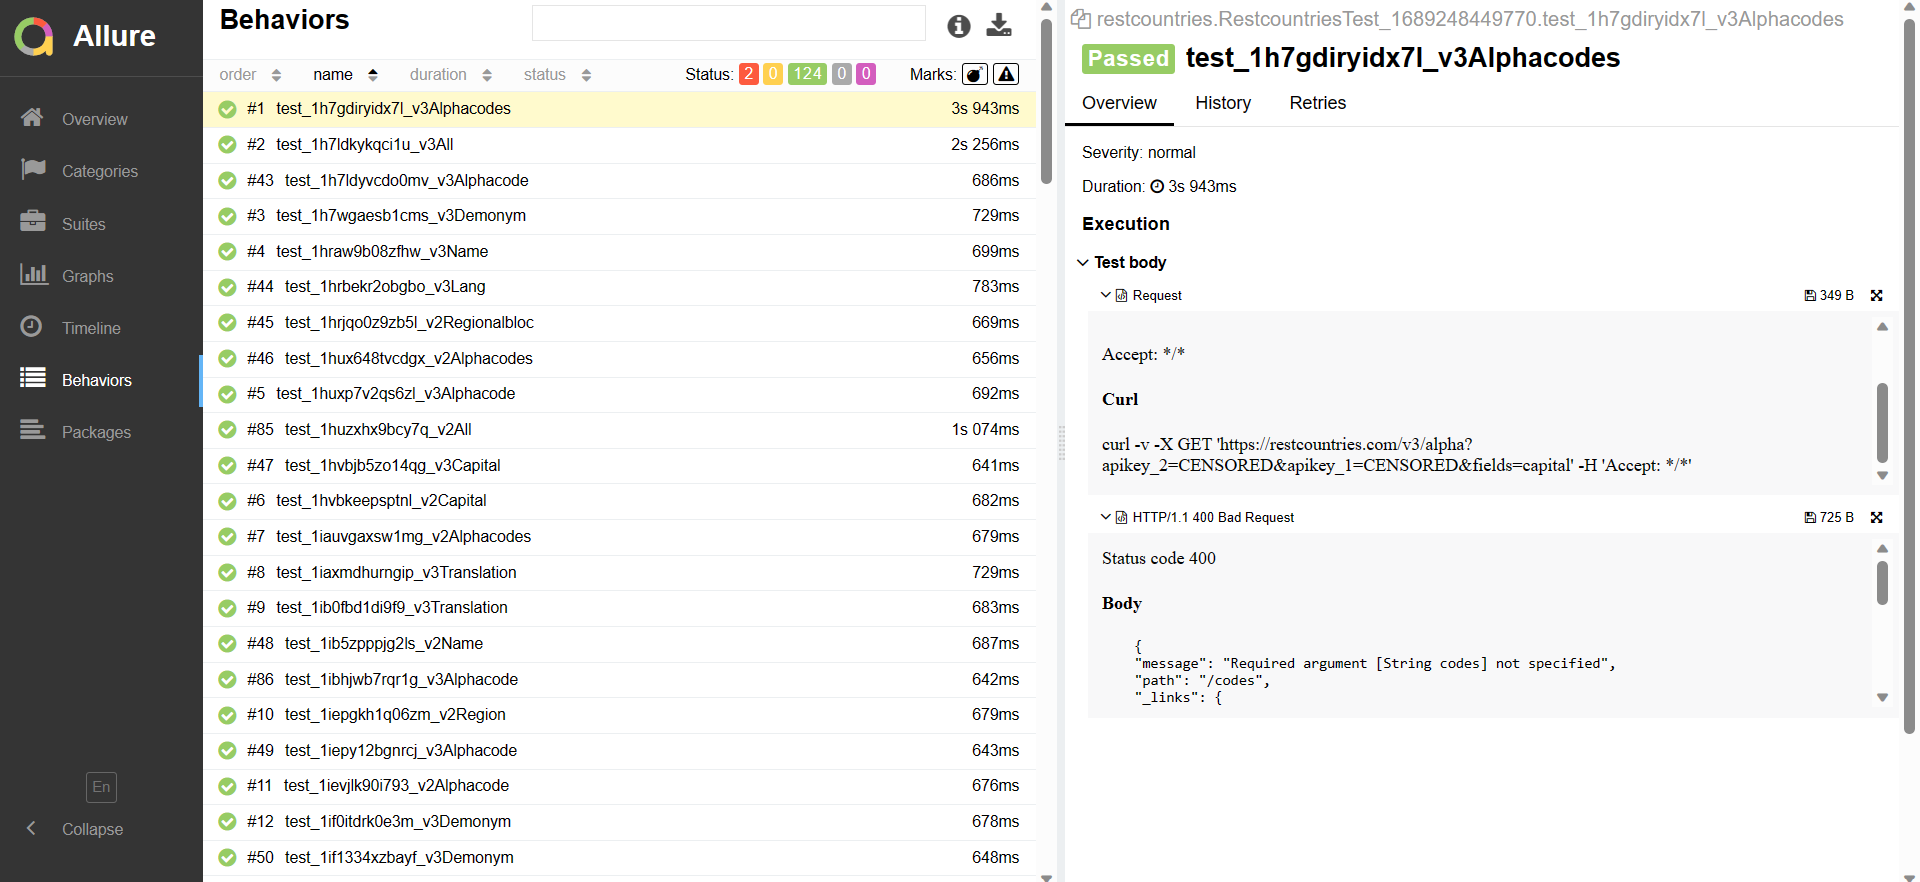 Allure
Overview
Categories
Suites
Graphs
Timeline
Behaviors
Packages
En
Collapse
Behaviors
order name duration status Status: 2 0 124 0 0 Marks:
#1 test_1h7gdiryidx7l_v3Alphacodes 3s 943ms
#2 test_1h7ldkykqci1u_v3All 2s 256ms
#43 test_1h7ldyvcdo0mv_v3Alphacode 686ms
#3 test_1h7wgaesb1cms_v3Demonym 729ms
#4 test_1hraw9b08zfhw_v3Name 699ms
#44 test_1hrbekr2obgbo_v3Lang 783ms
#45 test_1hrjqo0z9zb5l_v2Regionalbloc 669ms
#46 test_1hux648tvcdgx_v2Alphacodes 656ms
#5 test_1huxp7v2qs6zl_v3Alphacode 692ms
#85 test_1huzxhx9bcy7q_v2All 1s 074ms
#47 test_1hvbjb5zo14qg_v3Capital 641ms
#6 test_1hvbkeepsptnl_v2Capital 682ms
#7 test_1iauvgaxsw1mg_v2Alphacodes 679ms
#8 test_1iaxmdhurngip_v3Translation 729ms
#9 test_1ib0fbd1di9f9_v3Translation 683ms
#48 test_1ib5zpppjg2ls_v2Name 687ms
#86 test_1ibhjwb7rqr1g_v3Alphacode 642ms
#10 test_1iepgkh1q06zm_v2Region 679ms
#49 test_1iepy12bgnrcj_v3Alphacode 643ms
#11 test_1ievjlk90i793_v2Alphacode 676ms
#12 test_1if0itdrk0e3m_v3Demonym 678ms
#50 test_1if1334xzbayf_v3Demonym 648ms
restcountries.RestcountriesTest_1689248449770.test_1h7gdiryidx7l_v3Alphacodes
Passed test_1h7gdiryidx7l_v3Alphacodes
Overview History Retries
Severity: normal
Duration: 3s 943ms
Execution
Test body
Request 349 B
Accept: */*
Curl
curl -v -X GET 'https://restcountries.com/v3/alpha?
apikey_2=CENSORED&apikey_1=CENSORED&fields=capital' -H 'Accept: */*'
HTTP/1.1 400 Bad Request 725 B
Status code 400
Body
{
"message": "Required argument [String codes] not specified",
"path": "/codes",
"_links": {